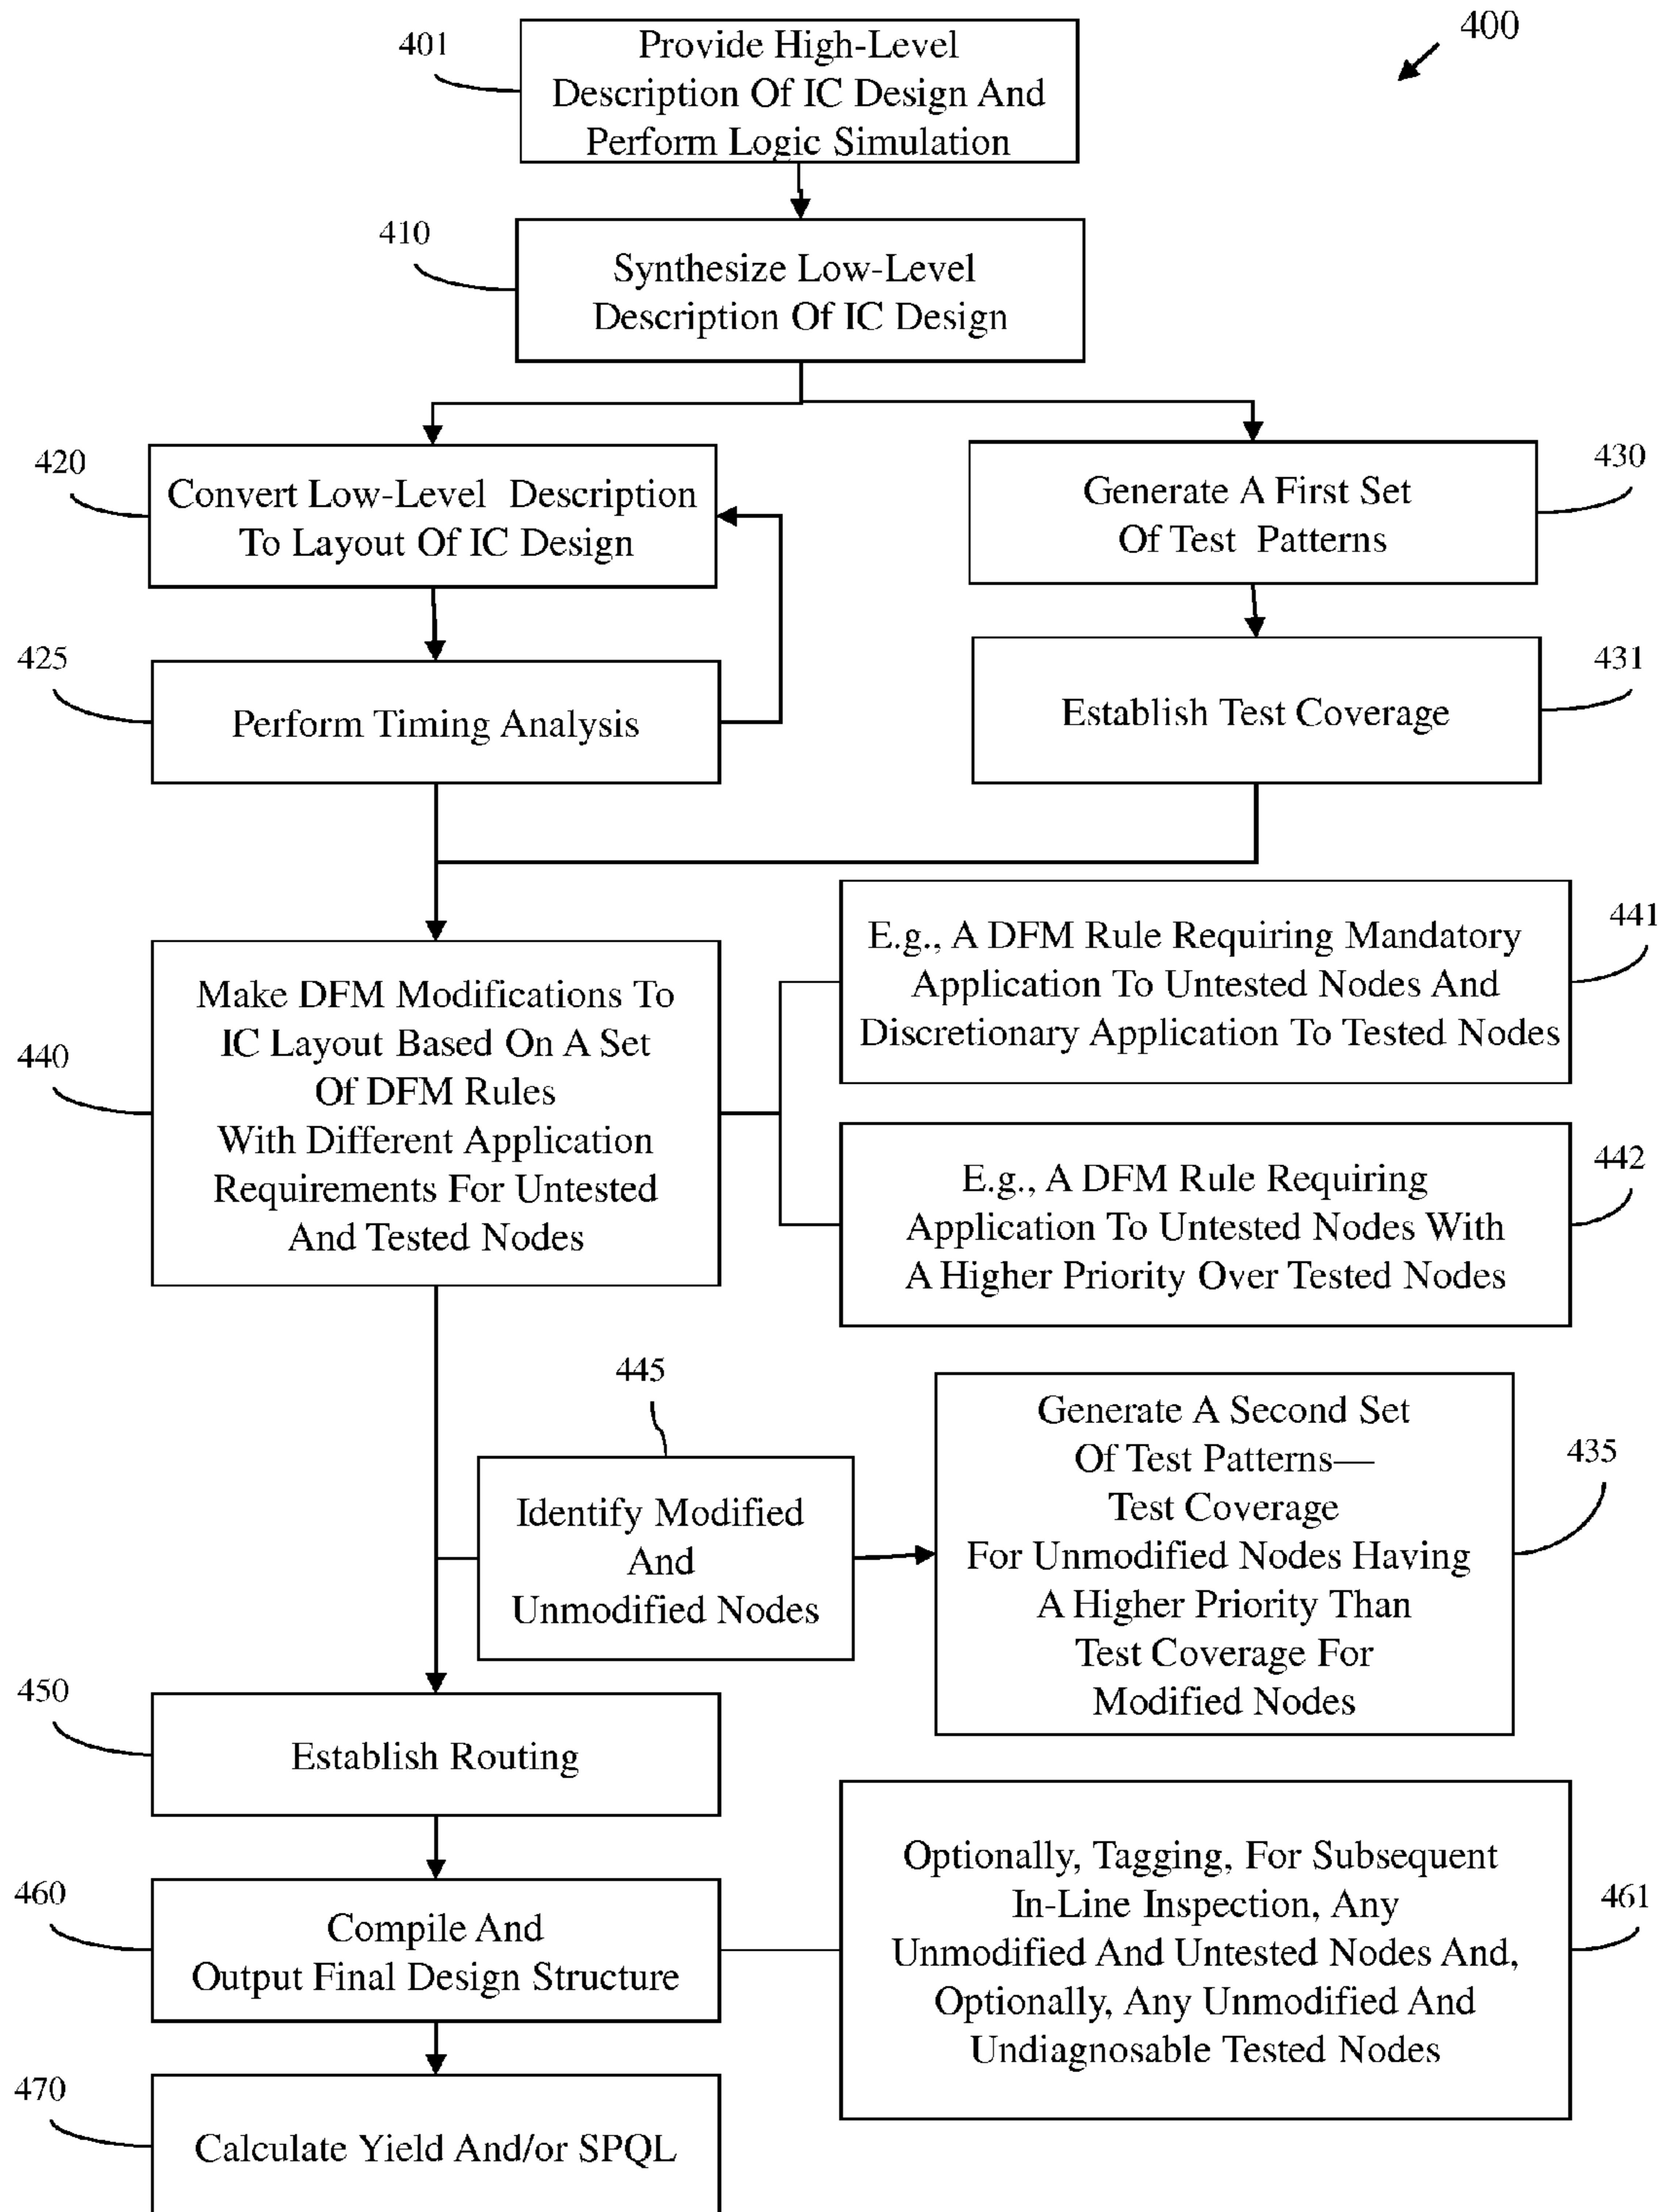 400
401
Provide High-Level
Description Of IC Design And
Perform Logic Simulation
410
Synthesize Low-Level
Description Of IC Design
420
Convert Low-Level Description
To Layout Of IC Design
430
Generate A First Set
Of Test Patterns
425
Perform Timing Analysis
431
Establish Test Coverage
440
Make DFM Modifications To
IC Layout Based On A Set
Of DFM Rules
With Different Application
Requirements For Untested
And Tested Nodes
441
E.g., A DFM Rule Requiring Mandatory
Application To Untested Nodes And
Discretionary Application To Tested Nodes
442
E.g., A DFM Rule Requiring
Application To Untested Nodes With
A Higher Priority Over Tested Nodes
445
Identify Modified
And
Unmodified Nodes
435
Generate A Second Set
Of Test Patterns—
Test Coverage
For Unmodified Nodes Having
A Higher Priority Than
Test Coverage For
Modified Nodes
450
Establish Routing
460
Compile And
Output Final Design Structure
461
Optionally, Tagging, For Subsequent
In-Line Inspection, Any
Unmodified And Untested Nodes And,
Optionally, Any Unmodified And
Undiagnosable Tested Nodes
470
Calculate Yield And/or SPQL